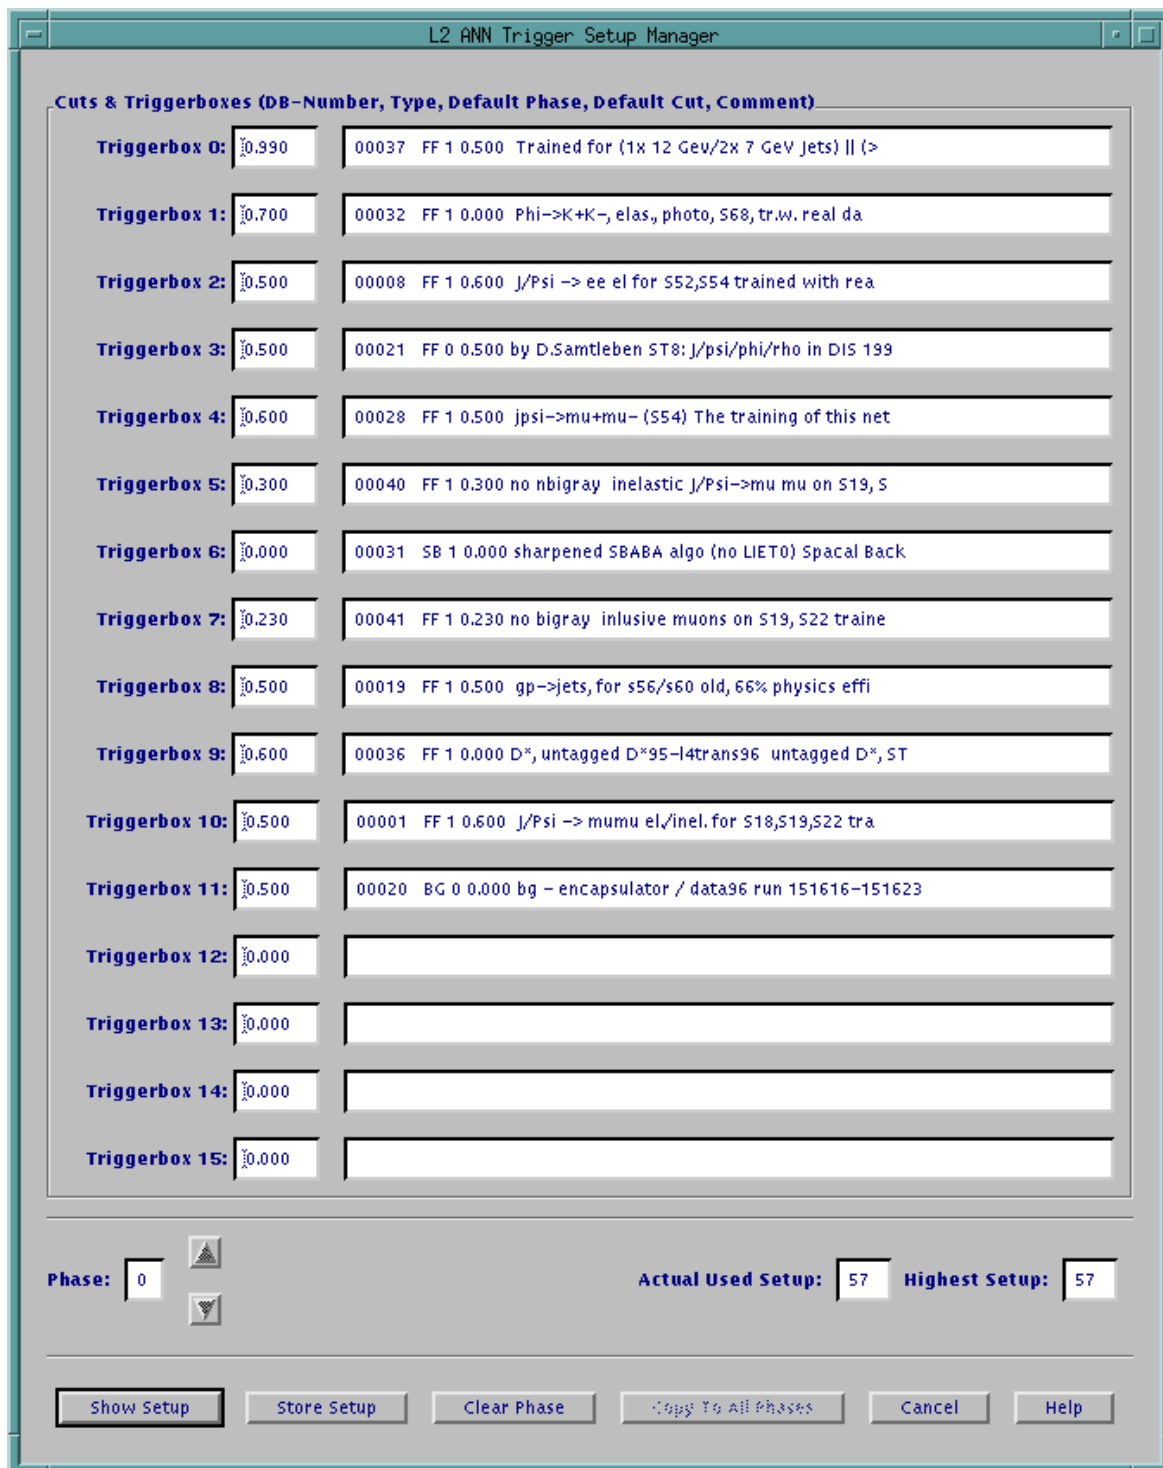 L2 ANN Trigger Setup Manager
Cuts & Triggerboxes (DB-Number, Type, Default Phase, Default Cut, Comment)
Triggerbox 0: 0.990 00037 FF 1 0.500 Trained for (1x 12 Gev/2x 7 GeV Jets) || (>
Triggerbox 1: 0.700 00032 FF 1 0.000 Phi->K+K-, elas., photo, S68, tr.w. real da
Triggerbox 2: 0.500 00008 FF 1 0.600 J/Psi -> ee el for S52,S54 trained with rea
Triggerbox 3: 0.500 00021 FF 0 0.500 by D.Samtleben ST8: J/psi/phi/rho in DIS 199
Triggerbox 4: 0.600 00028 FF 1 0.500 jpsi->mu+mu- (S54) The training of this net
Triggerbox 5: 0.300 00040 FF 1 0.300 no nbigray inelastic J/Psi->mu mu on S19, S
Triggerbox 6: 0.000 00031 SB 1 0.000 sharpened SBABA algo (no LIET0) Spacal Back
Triggerbox 7: 0.230 00041 FF 1 0.230 no bigray inlusive muons on S19, S22 traine
Triggerbox 8: 0.500 00019 FF 1 0.500 gp->jets, for s56/s60 old, 66% physics effi
Triggerbox 9: 0.600 00036 FF 1 0.000 D*, untagged D*95-l4trans96 untagged D*, ST
Triggerbox 10: 0.500 00001 FF 1 0.600 J/Psi -> mumu el./inel. for S18,S19,S22 tra
Triggerbox 11: 0.500 00020 BG 0 0.000 bg - encapsulator / data96 run 151616-151623
Triggerbox 12: 0.000
Triggerbox 13: 0.000
Triggerbox 14: 0.000
Triggerbox 15: 0.000
Phase: 0 Actual Used Setup: 57 Highest Setup: 57
Show Setup Store Setup Clear Phase Copy To All Phases Cancel Help